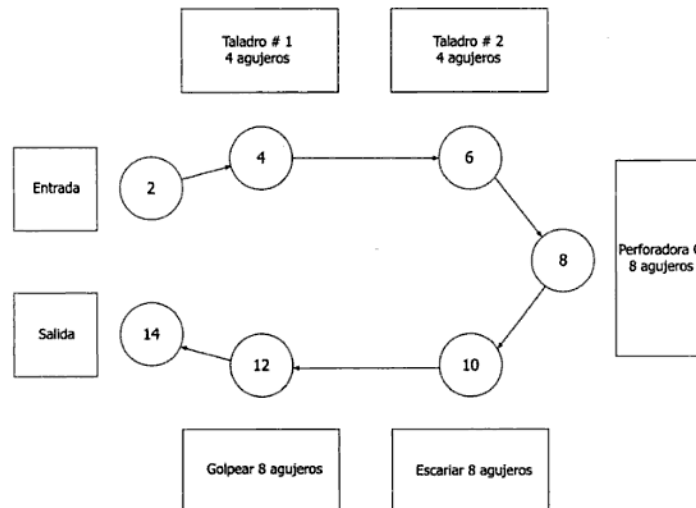 Taladro # 1
4 agujeros
Taladro # 2
4 agujeros
Entrada
2
4
6
8
Perforadora
8 agujeros
Salida
14
12
10
Golpear 8 agujeros
Escariar 8 agujeros